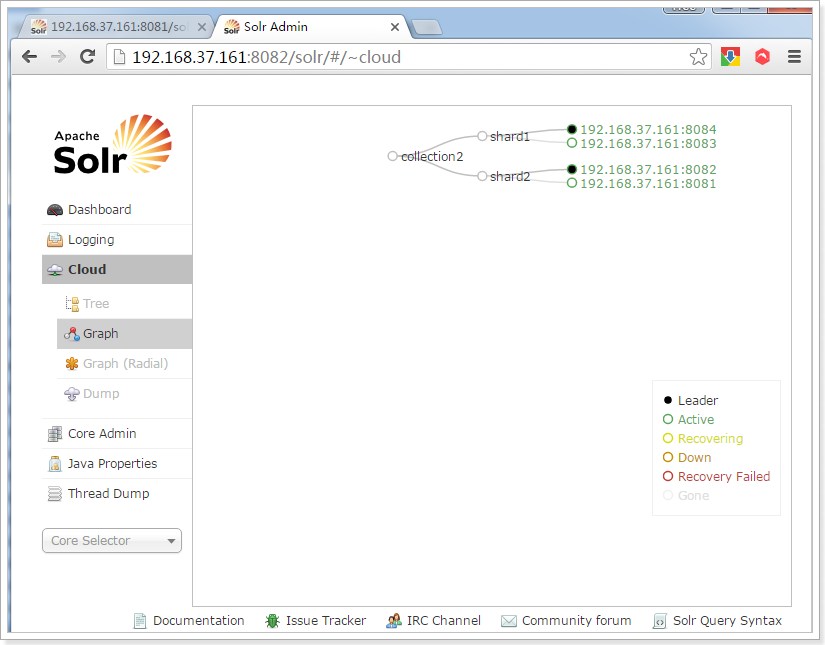 192.168.37.161:8081/so
Solr Admin
192.168.37.161:8082/solr/#/~cloud
Apache
Solr
Dashboard
Logging
Cloud
Tree
Graph
Graph (Radial)
Dump
Core Admin
Java Properties
Thread Dump
Core Selector
collection2
shard1
192.168.37.161:8084
192.168.37.161:8083
shard2
192.168.37.161:8082
192.168.37.161:8081
Leader
Active
Recovering
Down
Recovery Failed
Gone
Documentation
Issue Tracker
IRC Channel
Community forum
Solr Query Syntax